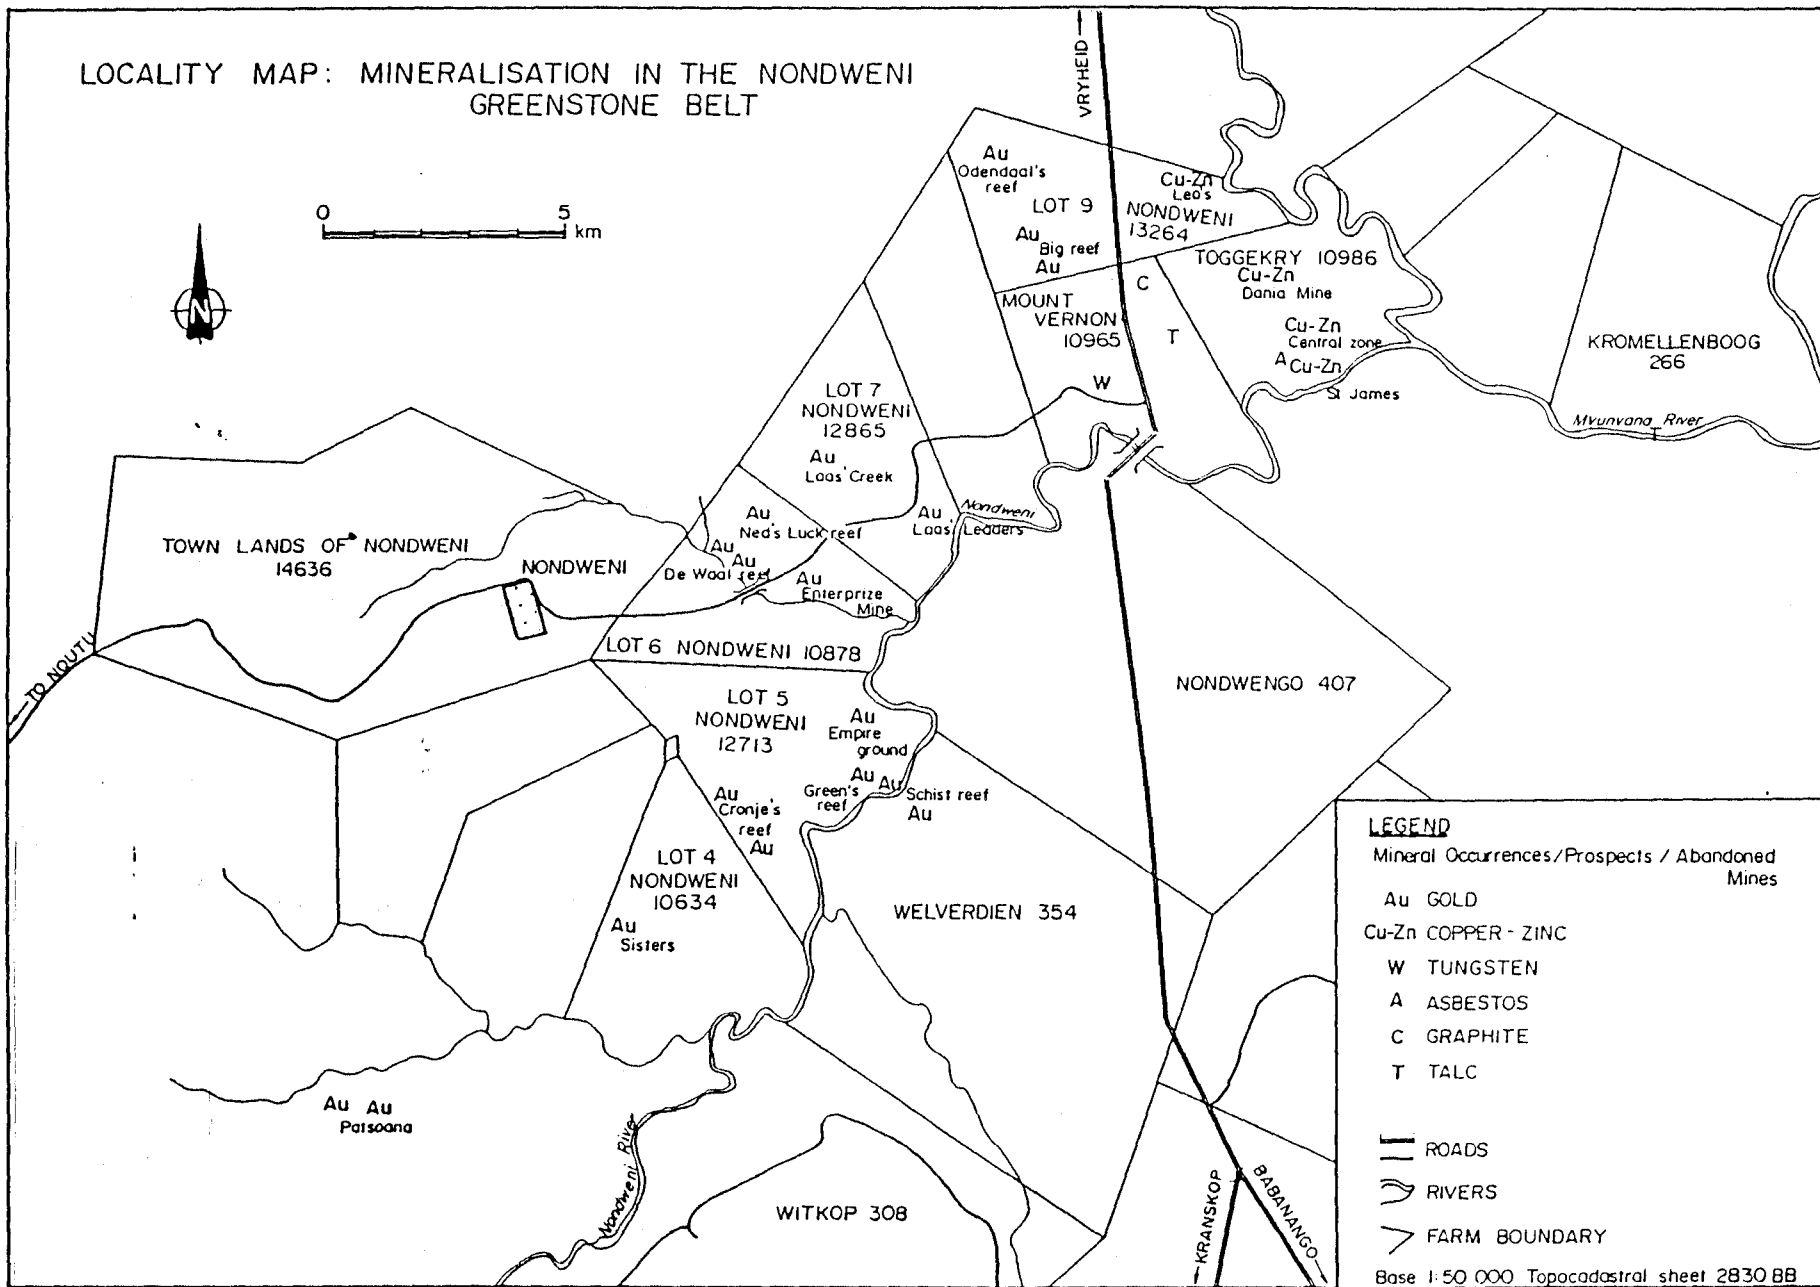 LOCALITY MAP: MINERALISATION IN THE NONDWENI
GREENSTONE BELT
0 5
km
N
VRYHEID
Au
Odendaal's
reef
LOT 9
Au
Big reef
Au
Cu-Zn
Leo's
NONDWENI
13264
TOGGEKRY 10986
Cu-Zn
Dania Mine
Cu-Zn
Central zone
A Cu-Zn
St James
C
T
MOUNT
VERNON
10965
W
KROMELLENBOOG
266
Mvunvana River
LOT 7
NONDWENI
12865
Au
Laas' Creek
Au
Laas' Leaders
Nondweni
Au
Ned's Luck reef
Au
Au
De Waal reef
Au
Enterprize
Mine
TOWN LANDS OF NONDWENI
14636
NONDWENI
TO NQUTU
LOT 6 NONDWENI 10878
LOT 5
NONDWENI
12713
Au
Empire
ground
Au
Green's
reef
Au
Schist reef
Au
Au
Cronje's
reef
Au
LOT 4
NONDWENI
10634
Au
Sisters
NONDWENGO 407
WELVERDIEN 354
Au Au
Patsoana
Nondweni River
WITKOP 308
KRANSKOP
BABANANGO
LEGEND
Mineral Occurrences/Prospects / Abandoned
Mines
Au GOLD
Cu-Zn COPPER - ZINC
W TUNGSTEN
A ASBESTOS
C GRAPHITE
T TALC
ROADS
RIVERS
FARM BOUNDARY
Base 1:50 000 Topocadastral sheet 2830 BB